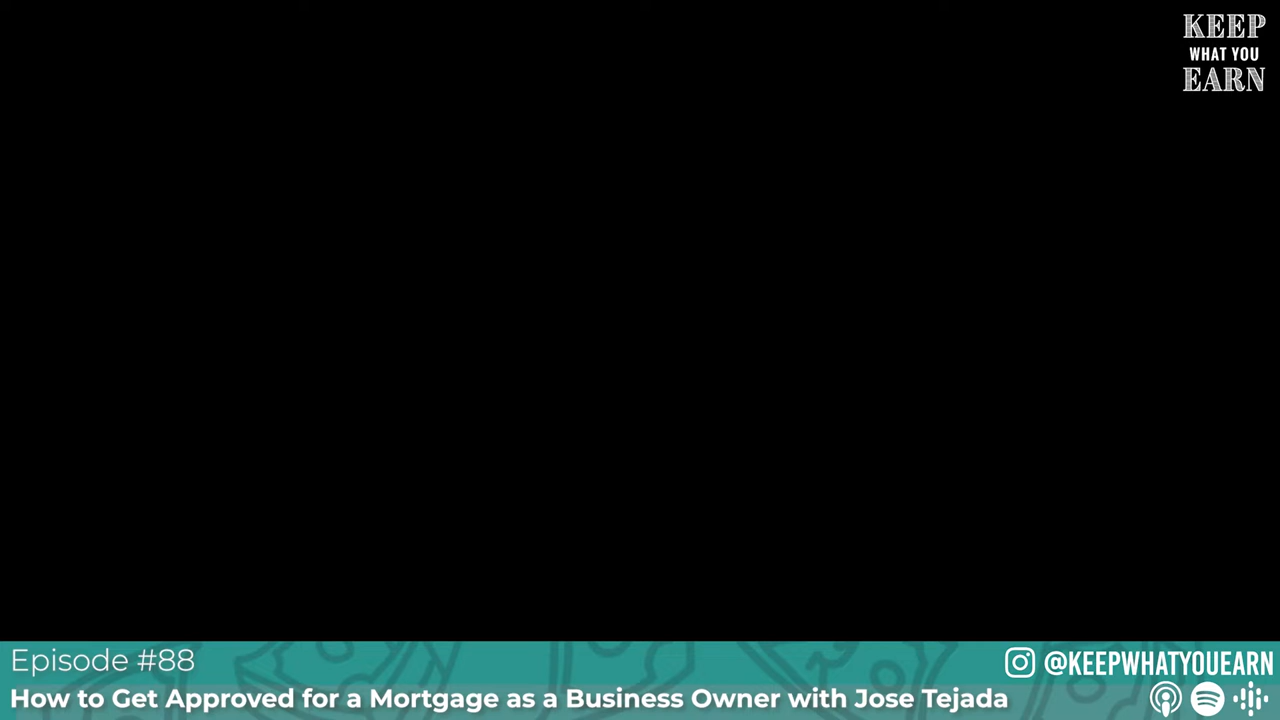 KEEP
WHAT YOU
EARN
Episode #88
@KEEPWHATYOUEARN
How to Get Approved for a Mortgage as a Business Owner with Jose Tejada